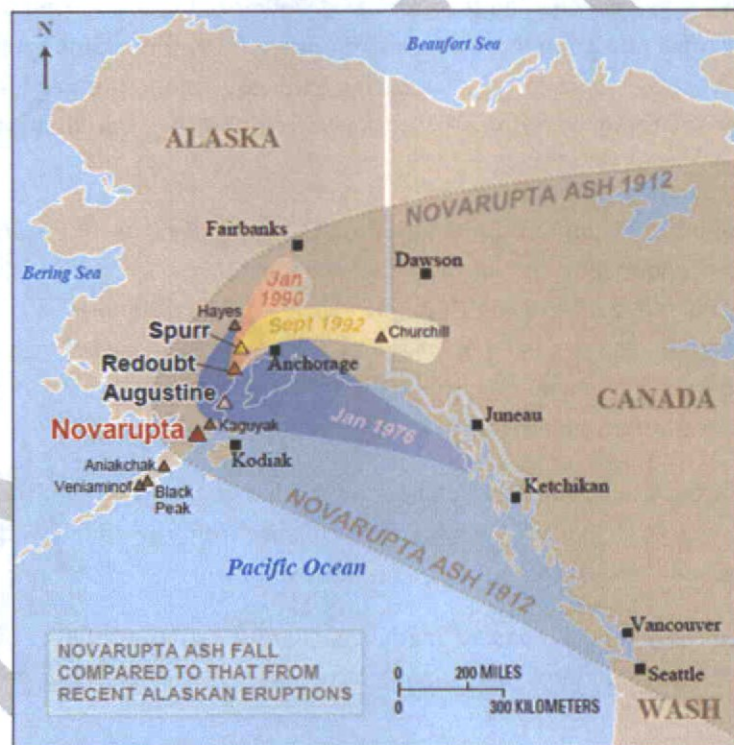 N
Beaufort Sea
ALASKA
NOVARUPTA ASH 1912
Fairbanks
Dawson
Bering Sea
Jan
1990
Hayes
Sept 1992
Churchill
Spurr
Redoubt
Anchorage
Augustine
CANADA
Novarupta
Kaguyak
Jan 1976
Juneau
Kodiak
Aniakchak
Veniaminof
Black
Peak
Ketchikan
NOVARUPTA ASH 1912
Pacific Ocean
Vancouver
NOVARUPTA ASH FALL
COMPARED TO THAT FROM
RECENT ALASKAN ERUPTIONS
0 200 MILES
0 300 KILOMETERS
Seattle
WASH